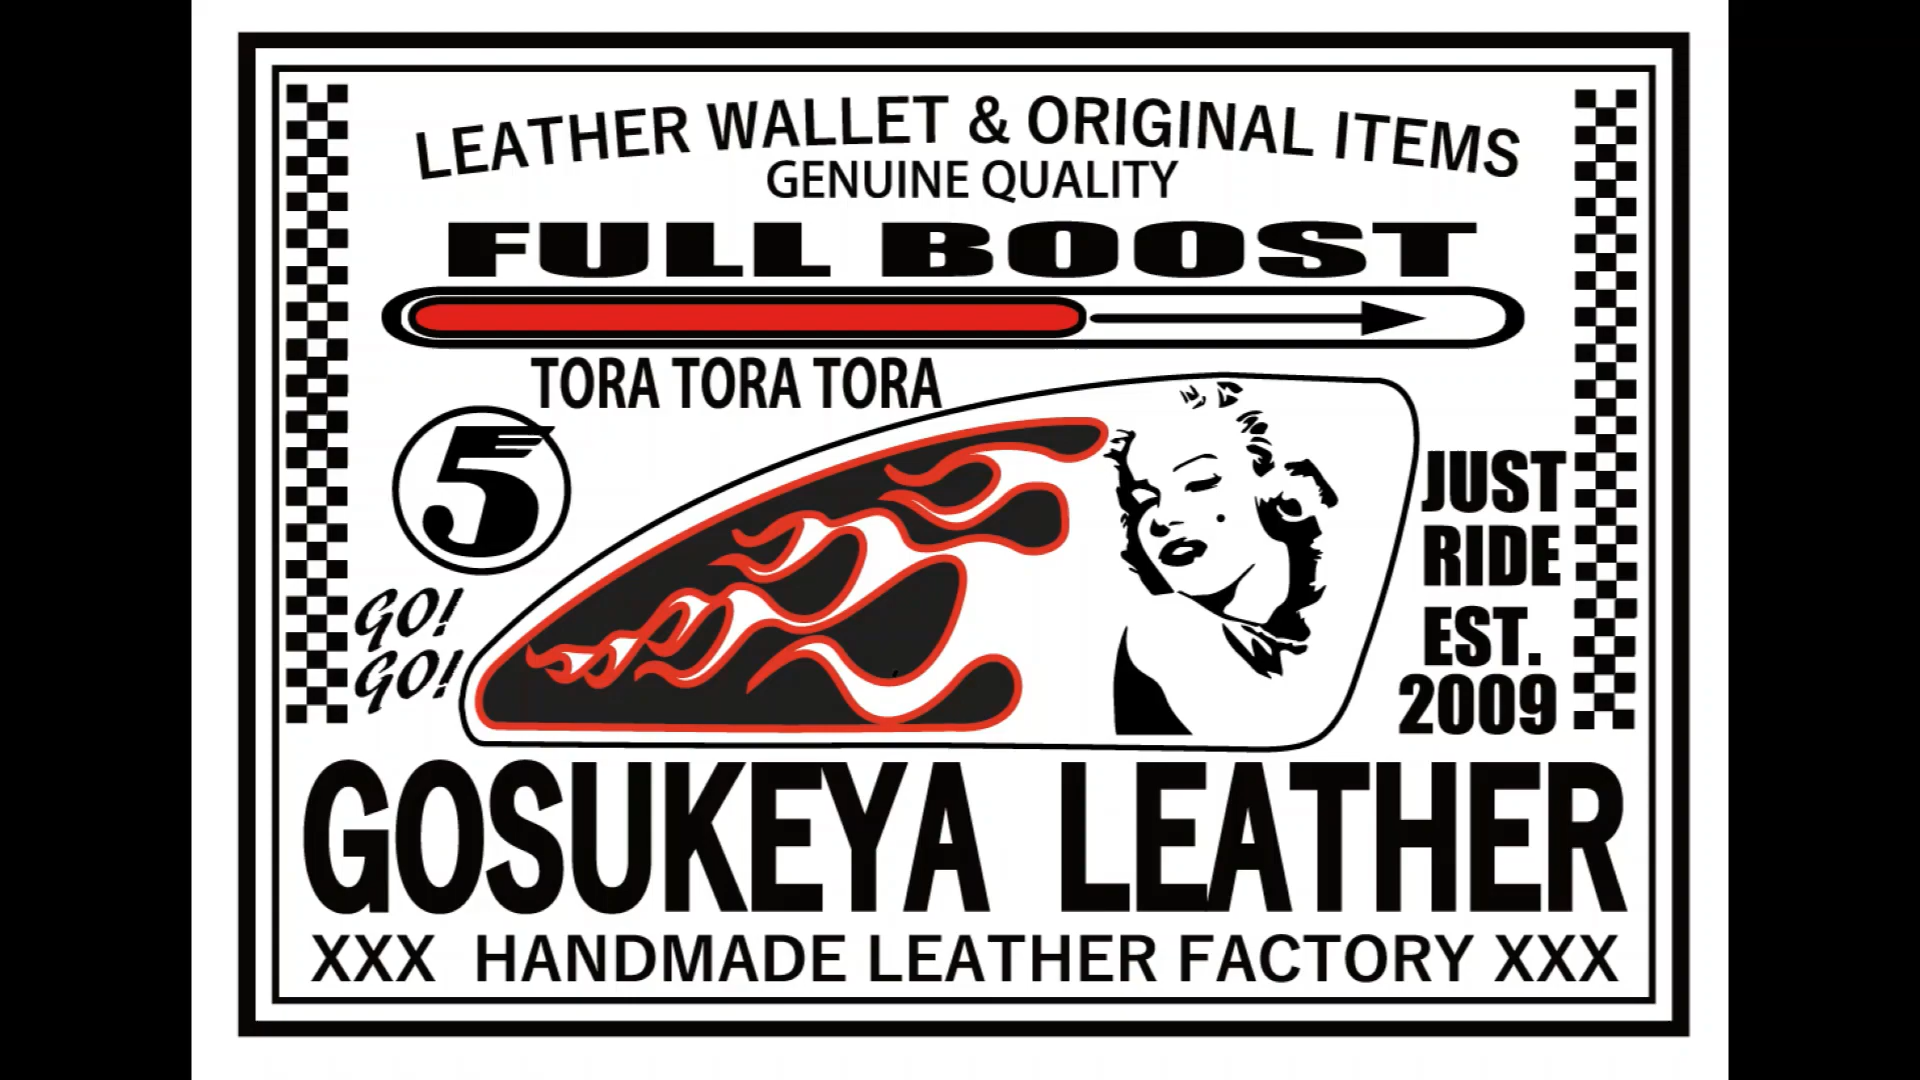 LEATHER WALLET & ORIGINAL ITEMS
GENUINE QUALITY
FULL BOOST
TORA TORA TORA
5
GO!
GO!
JUST
RIDE
EST.
2009
GOSUKEYA LEATHER
XXX HANDMADE LEATHER FACTORY XXX